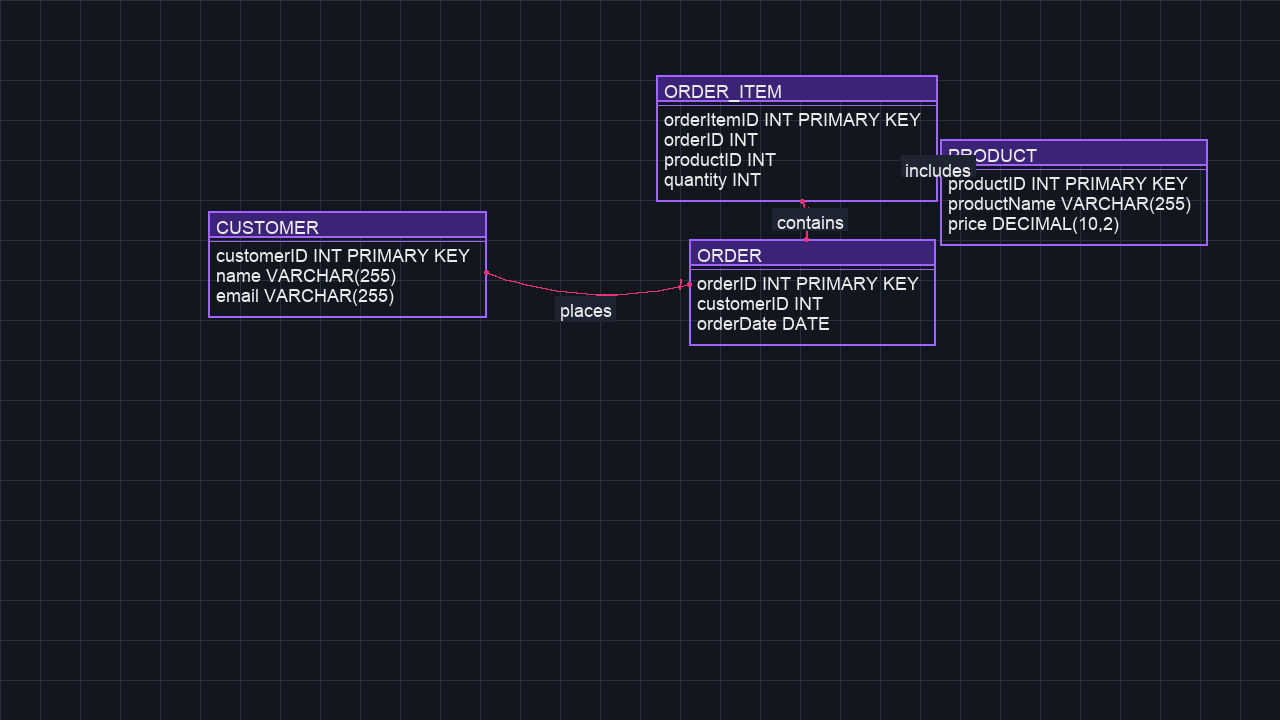 ORDER_ITEM
orderItemID INT PRIMARY KEY
orderID INT
productID INT
quantity INT
includes
PRODUCT
productID INT PRIMARY KEY
productName VARCHAR(255)
price DECIMAL(10,2)
contains
CUSTOMER
customerID INT PRIMARY KEY
name VARCHAR(255)
email VARCHAR(255)
places
ORDER
orderID INT PRIMARY KEY
customerID INT
orderDate DATE